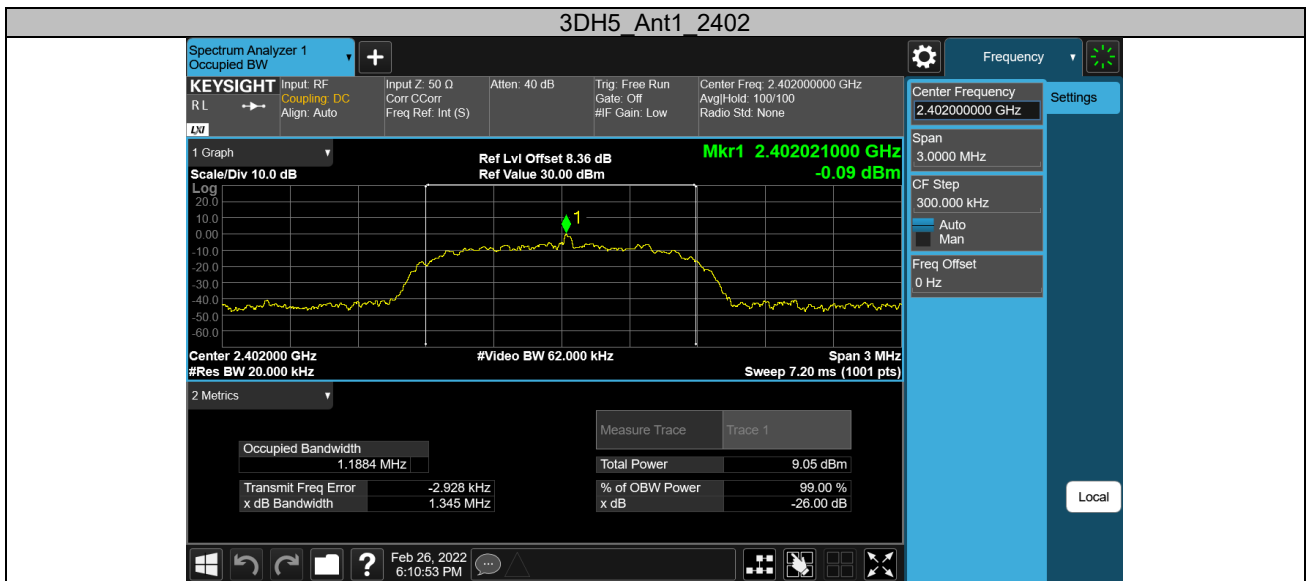 3DH5_Ant1_2402
Spectrum Analyzer 1
Occupied BW
Frequency
KEYSIGHT
RL
LXI
Input: RF
Coupling: DC
Align: Auto
Input Z: 50 Ω
Corr CCorr
Freq Ref: Int (S)
Atten: 40 dB
Trig: Free Run
Gate: Off
#IF Gain: Low
Center Freq: 2.402000000 GHz
Avg|Hold: 100/100
Radio Std: None
Center Frequency
2.402000000 GHz
Settings
Span
3.0000 MHz
CF Step
300.000 kHz
Auto
Man
Freq Offset
0 Hz
Local
1 Graph
Scale/Div 10.0 dB
Ref Lvl Offset 8.36 dB
Ref Value 30.00 dBm
Mkr1 2.402021000 GHz
-0.09 dBm
Log
20.0
10.0
0.00
-10.0
-20.0
-30.0
-40.0
-50.0
-60.0
1
Center 2.402000 GHz
#Video BW 62.000 kHz
Span 3 MHz
#Res BW 20.000 kHz
Sweep 7.20 ms (1001 pts)
2 Metrics
Measure Trace Trace 1
Occupied Bandwidth
1.1884 MHz
Total Power 9.05 dBm
Transmit Freq Error -2.928 kHz
% of OBW Power 99.00 %
x dB Bandwidth 1.345 MHz
x dB -26.00 dB
?
Feb 26, 2022
6:10:53 PM